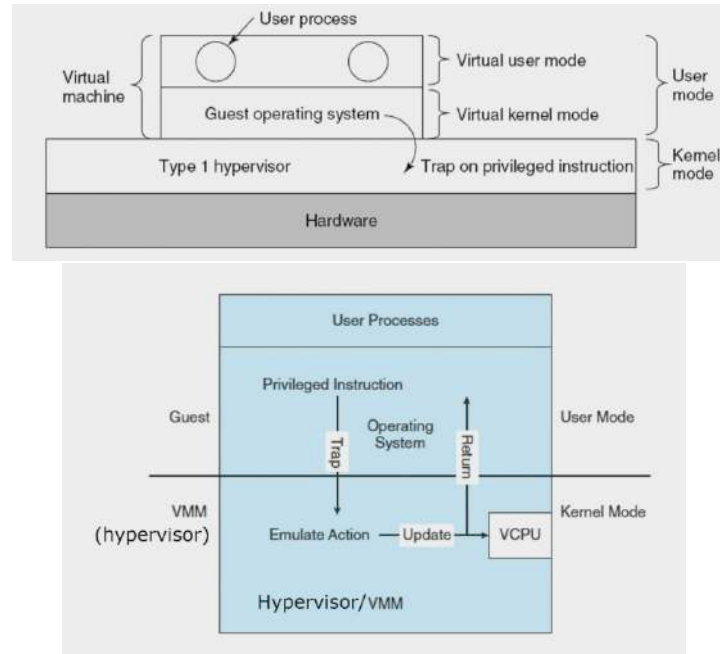 User process
Virtual machine
Virtual user mode
User mode
Guest operating system
Virtual kernel mode
Type 1 hypervisor
Trap on privileged instruction
Kernel mode
Hardware
User Processes
Privileged Instruction
Guest
Operating System
User Mode
Trap
Return
VMM
(hypervisor)
Kernel Mode
Emulate Action
Update
VCPU
Hypervisor/VMM